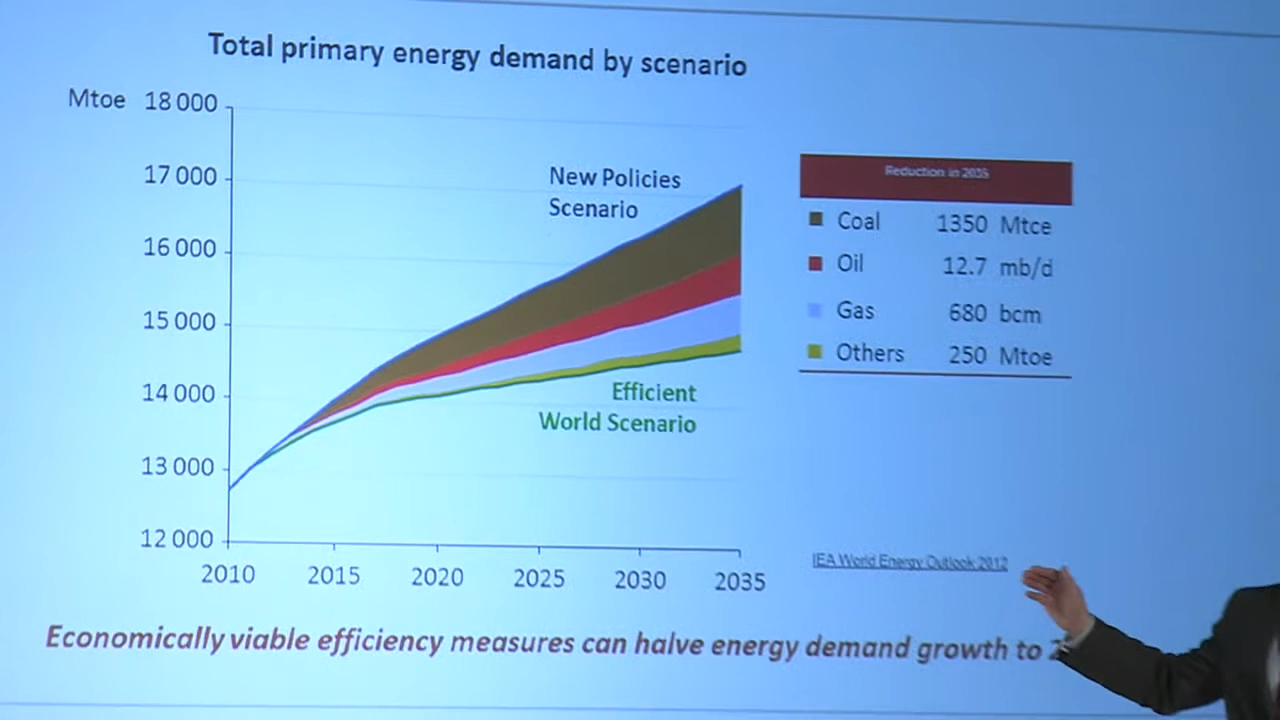 Total primary energy demand by scenario
Mtoe 18 000
17 000
16 000
15 000
14 000
13 000
12 000
2010 2015 2020 2025 2030 2035
New Policies
Scenario
Efficient
World Scenario
Reduction in 2035
Coal 1350 Mtce
Oil 12.7 mb/d
Gas 680 bcm
Others 250 Mtoe
IEA World Energy Outlook 2012
Economically viable efficiency measures can halve energy demand growth to